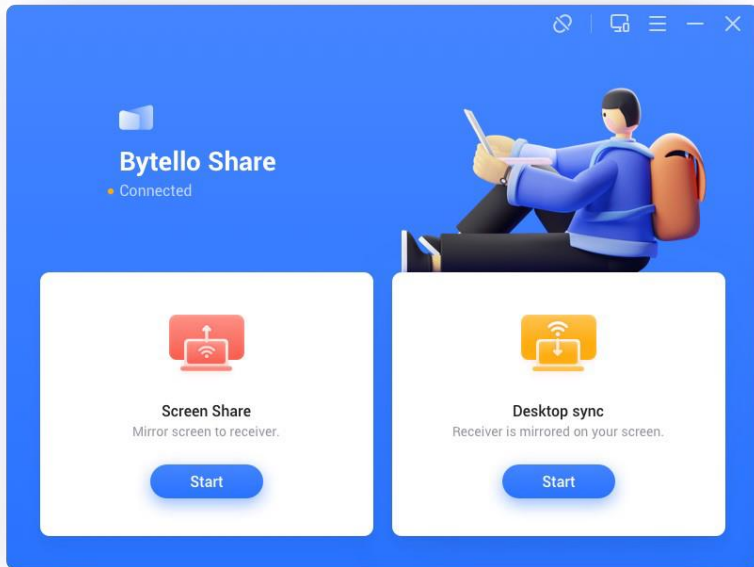 Bytello Share
Connected
Screen Share
Mirror screen to receiver.
Start
Desktop sync
Receiver is mirrored on your screen.
Start